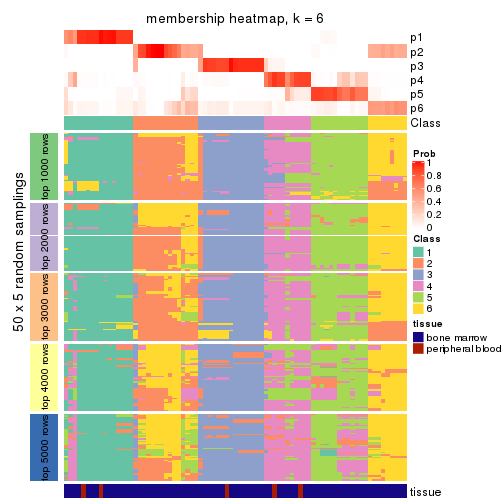 membership heatmap, k = 6
p1
p2
p3
p4
p5
p6
Class
50 x 5 random samplings
top 1000 rows
top 2000 rows
top 3000 rows
top 4000 rows
top 5000 rows
Prob
1
0.8
0.6
0.4
0.2
0
Class
1
2
3
4
5
6
tissue
bone marrow
peripheral blood
tissue